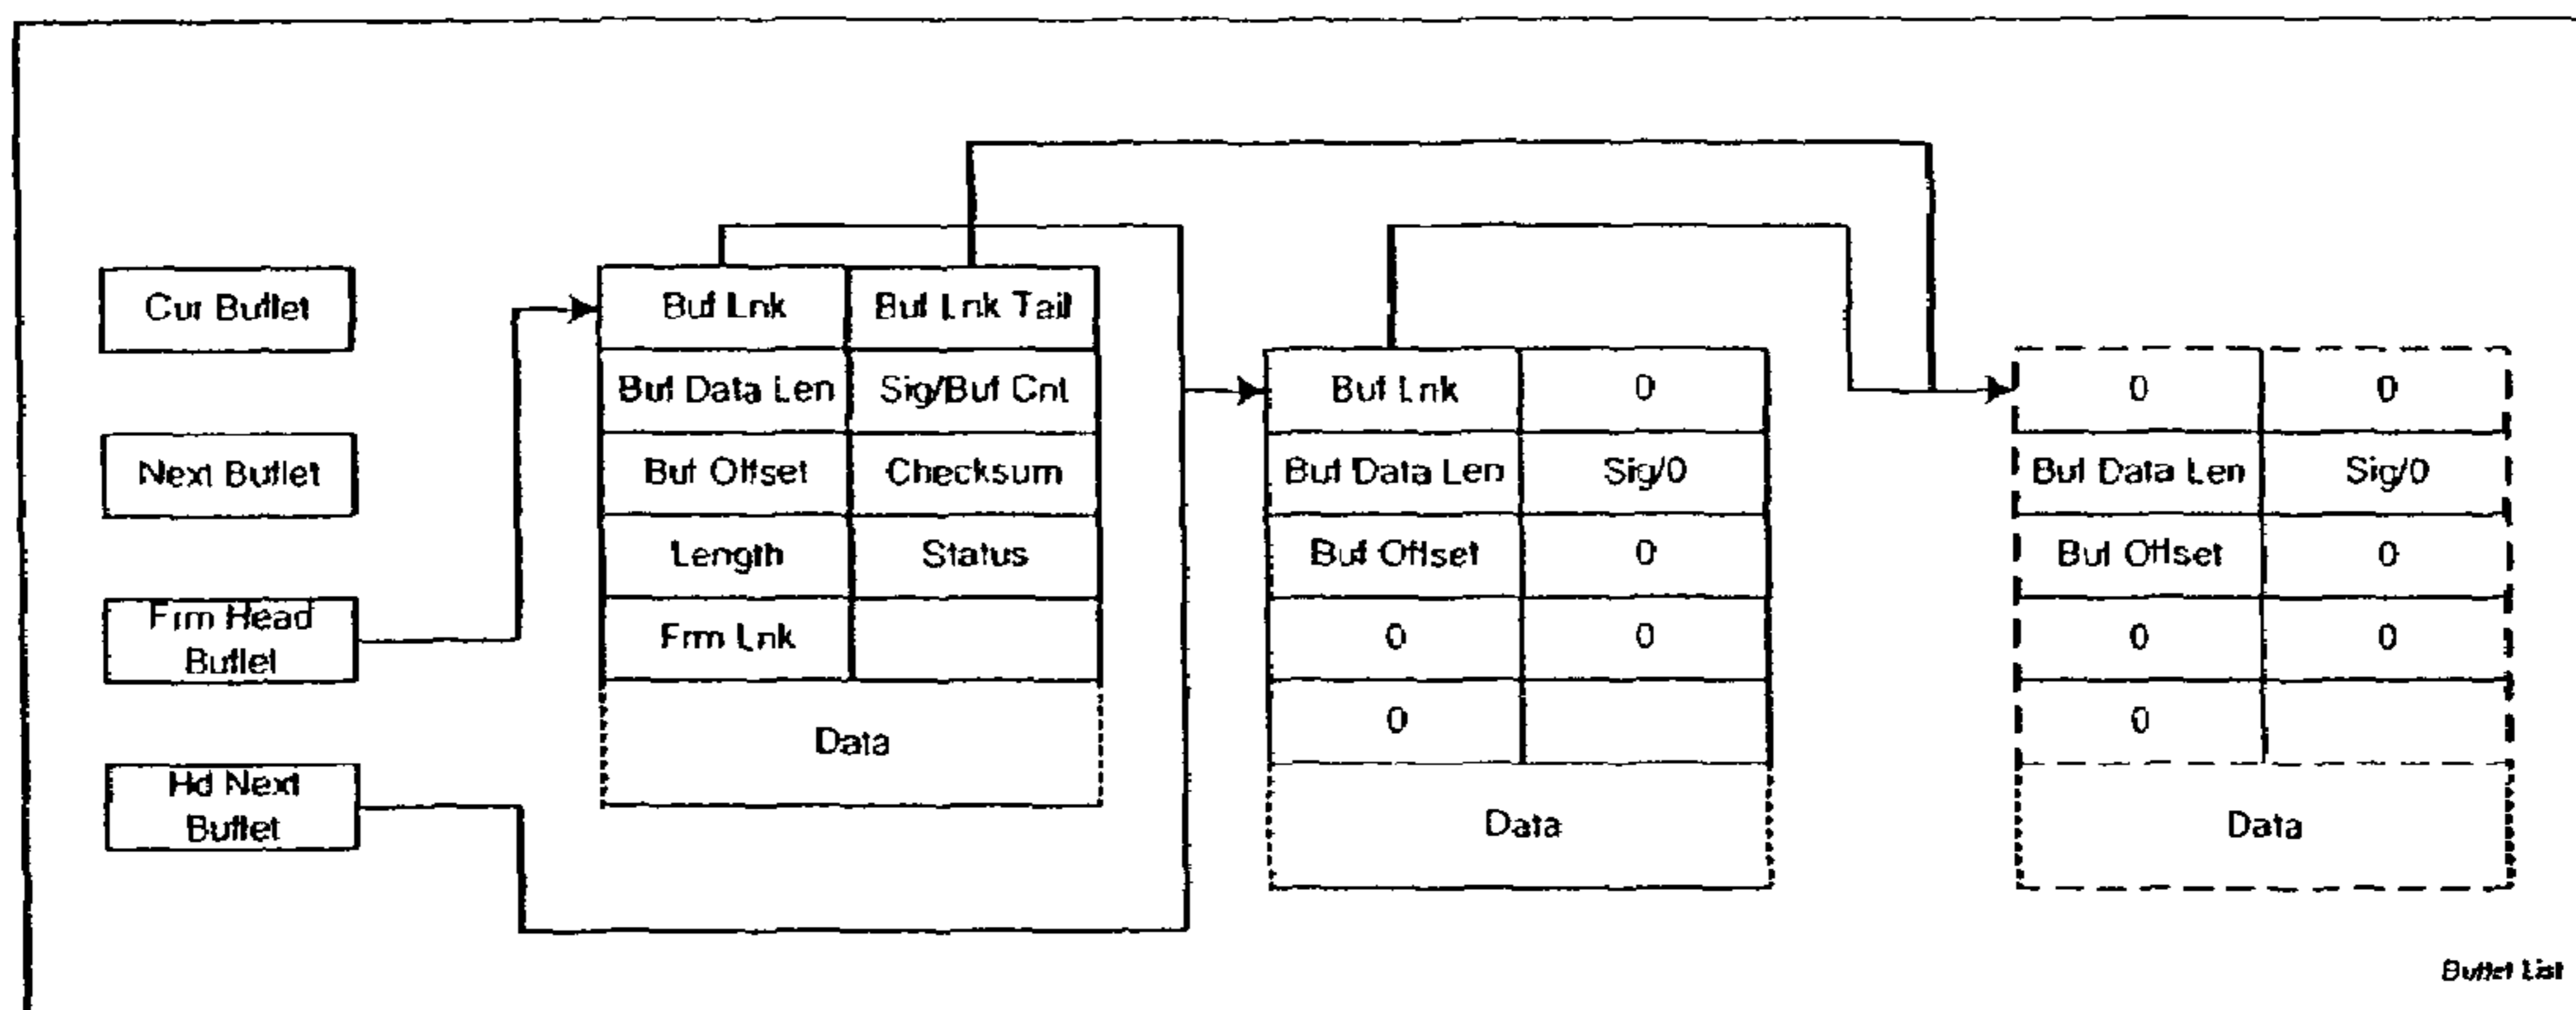 Cur Buflet
Next Buflet
Frm Head
Buflet
Hd Next
Buflet
Buf Lnk
Buf Lnk Tail
Buf Data Len
Sig/Buf Cnt
Buf Offset
Checksum
Length
Status
Frm Lnk
Data
Buf Lnk
0
Buf Data Len
Sig/0
Buf Offset
0
0
0
0
Data
0
0
Buf Data Len
Sig/0
Buf Offset
0
0
0
0
Data
Buflet List